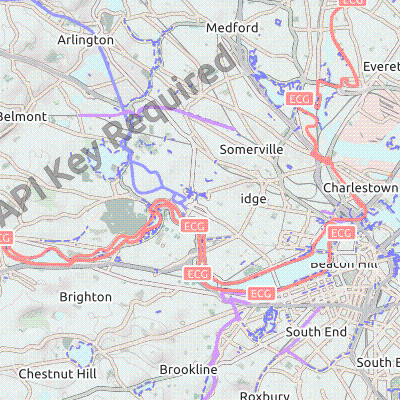 Medford
Arlington
Everet
ECG
Belmont
API Key Required
Somerville
Charlestown
idge
ECG
ECG
ECG
Beacon Hill
ECG
ECG
Brighton
South End
South E
Brookline
Chestnut Hill
Roxbury